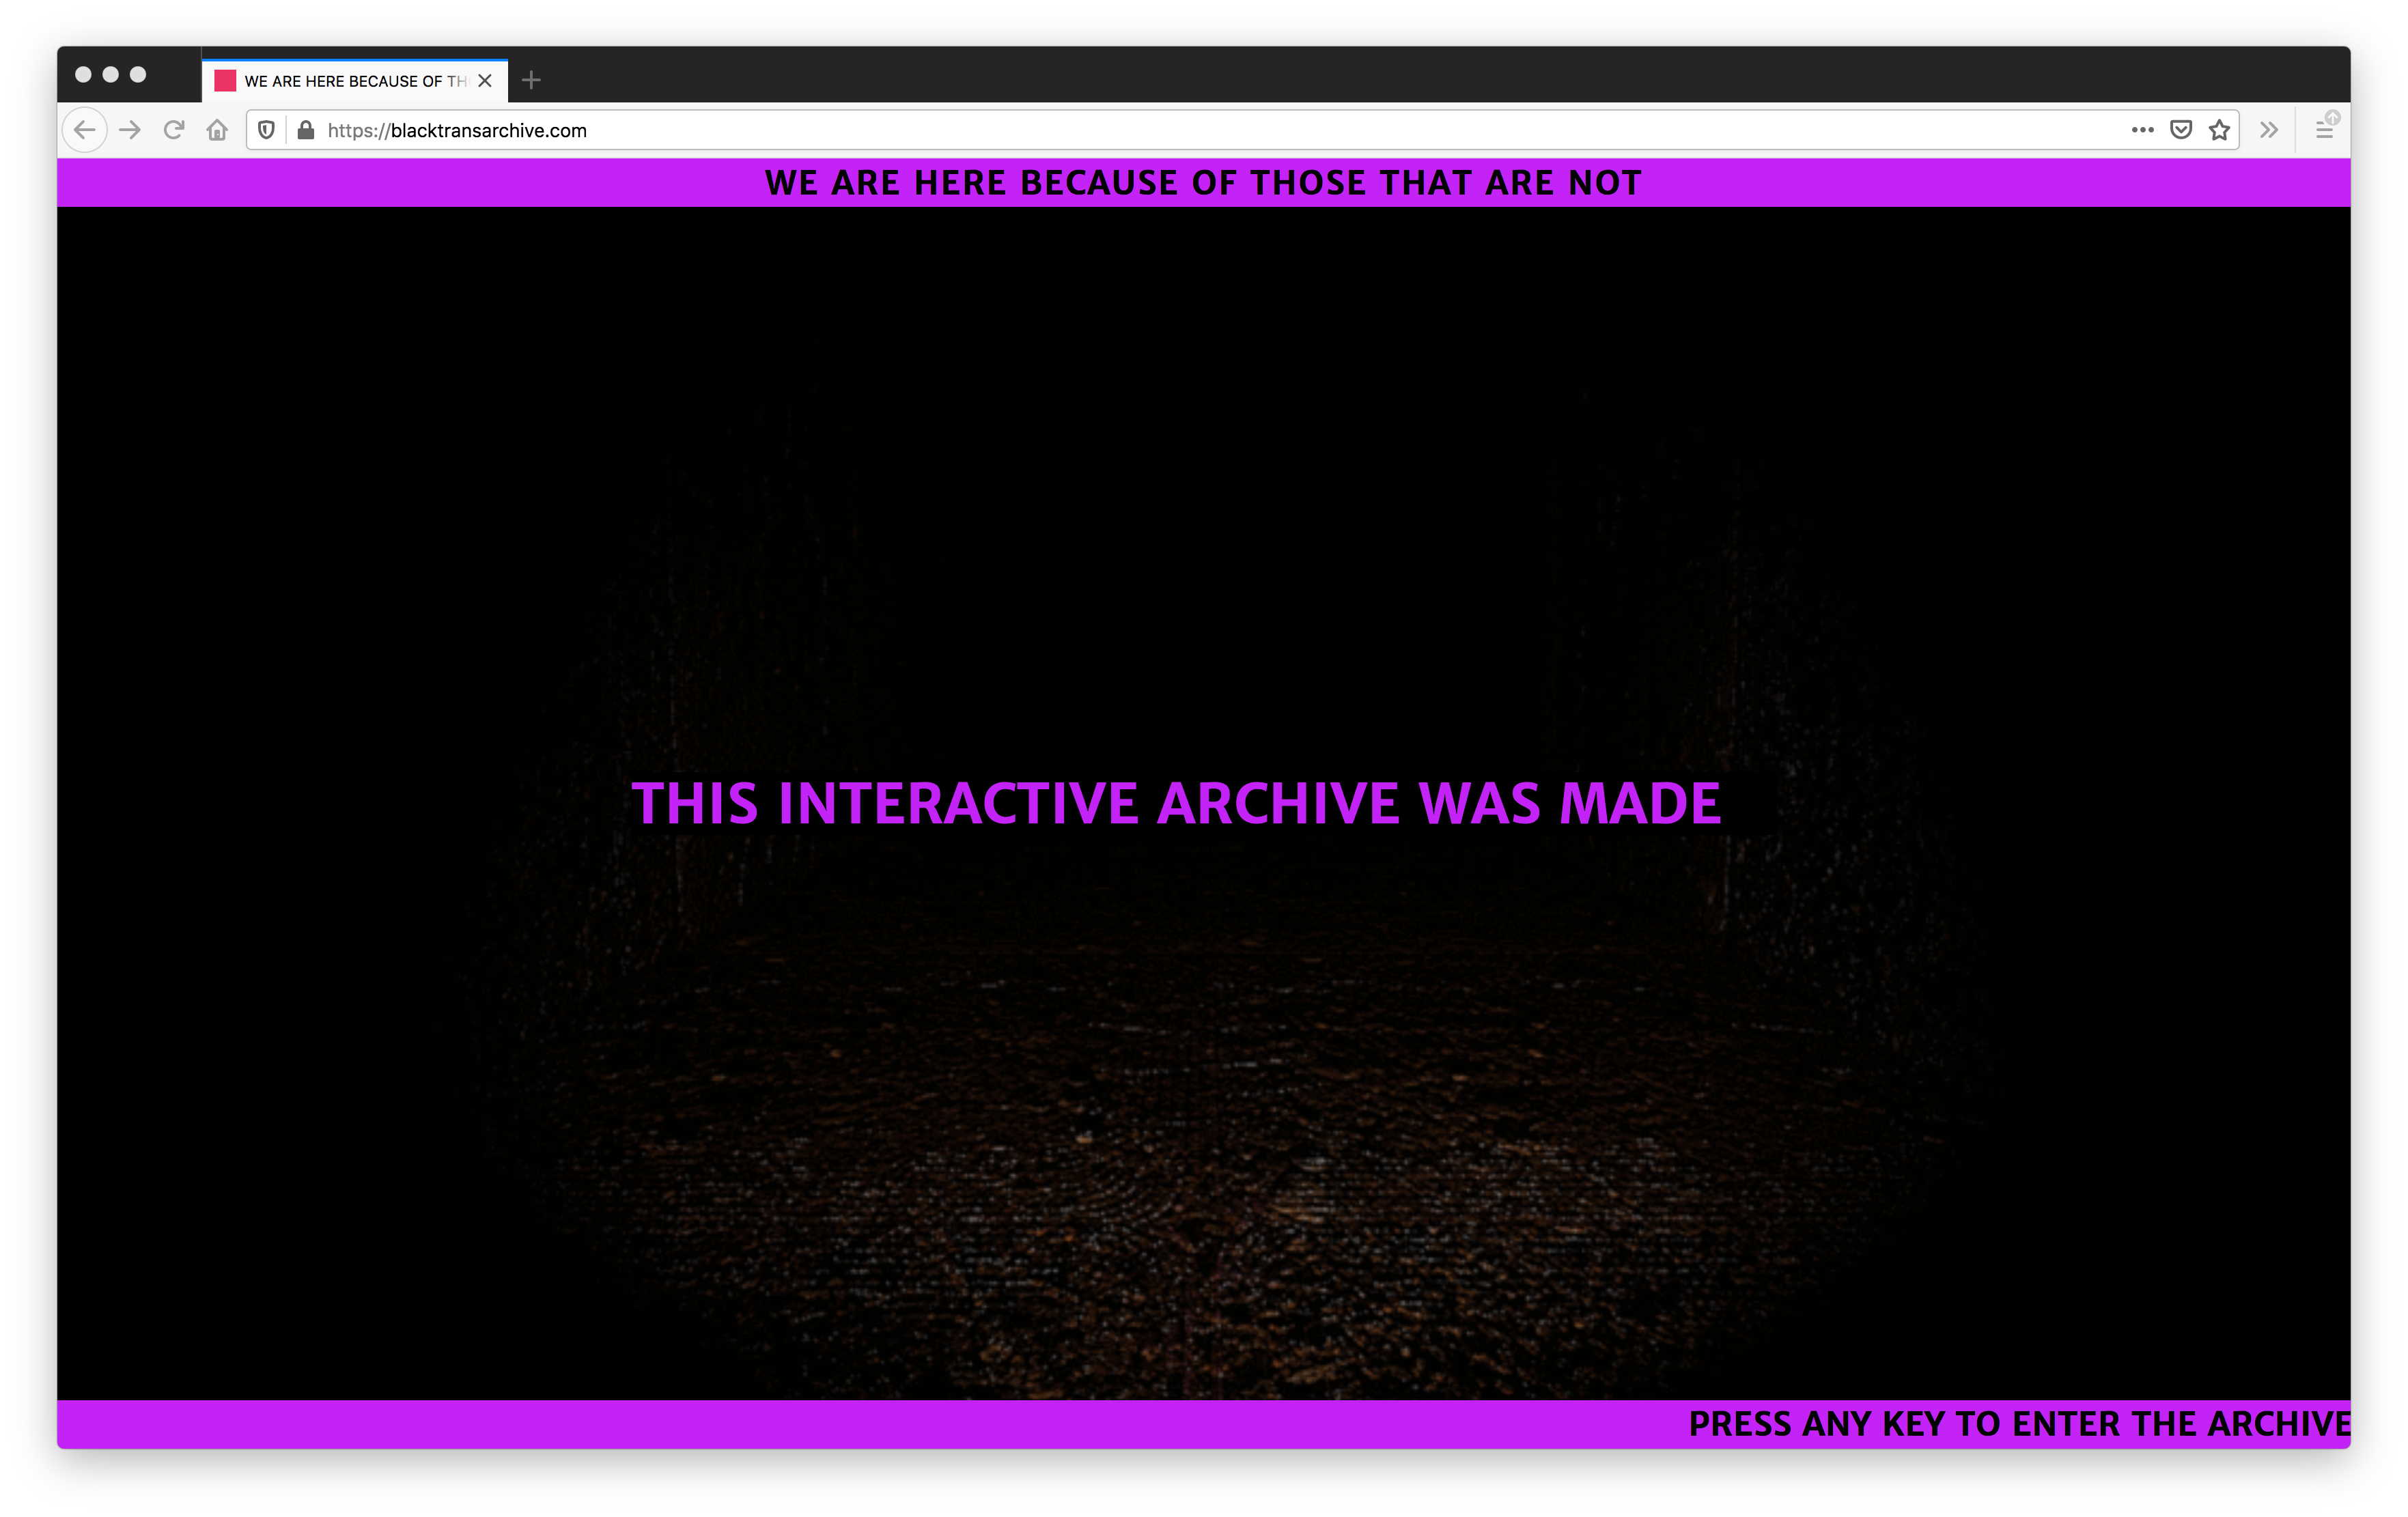 WE ARE HERE BECAUSE OF TH
https://blacktransarchive.com
WE ARE HERE BECAUSE OF THOSE THAT ARE NOT
THIS INTERACTIVE ARCHIVE WAS MADE
PRESS ANY KEY TO ENTER THE ARCHIVE